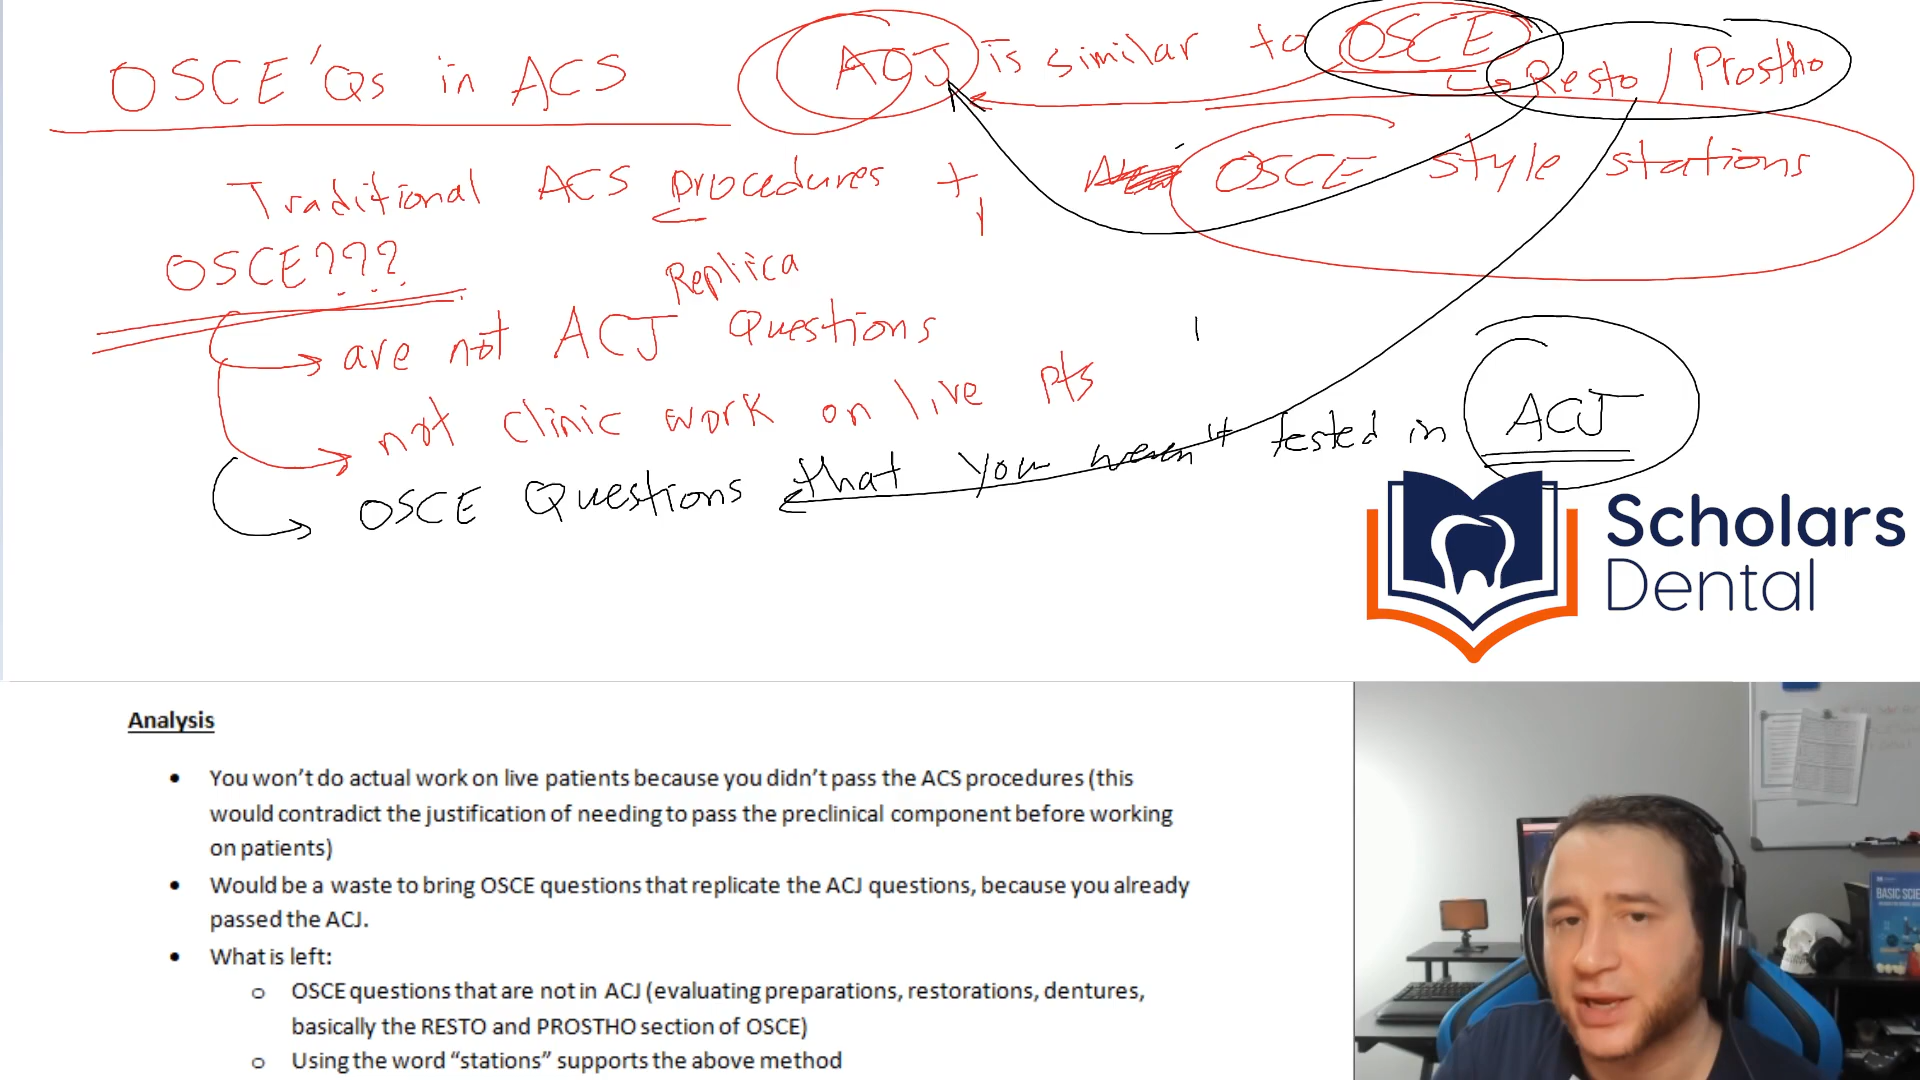 OSCE'Qs in ACS
ACJ is similar to OSCE
Resto / Prostho
Traditional ACS procedures +
OSCE style stations
OSCE???
Replica
are not ACJ Questions
not clinic work on live pts
OSCE Questions that you weren't tested in ACJ
Scholars
Dental
Analysis
• You won't do actual work on live patients because you didn't pass the ACS procedures (this
would contradict the justification of needing to pass the preclinical component before working
on patients)
• Would be a waste to bring OSCE questions that replicate the ACJ questions, because you already
passed the ACJ.
• What is left:
o OSCE questions that are not in ACJ (evaluating preparations, restorations, dentures,
basically the RESTO and PROSTHO section of OSCE)
o Using the word “stations” supports the above method
BASIC SCIE